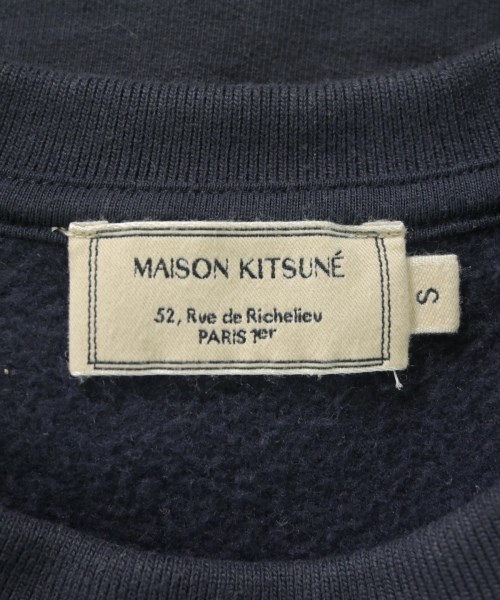 MAISON KITSUNÉ
52, Rue de Richelieu
PARIS 1er
S